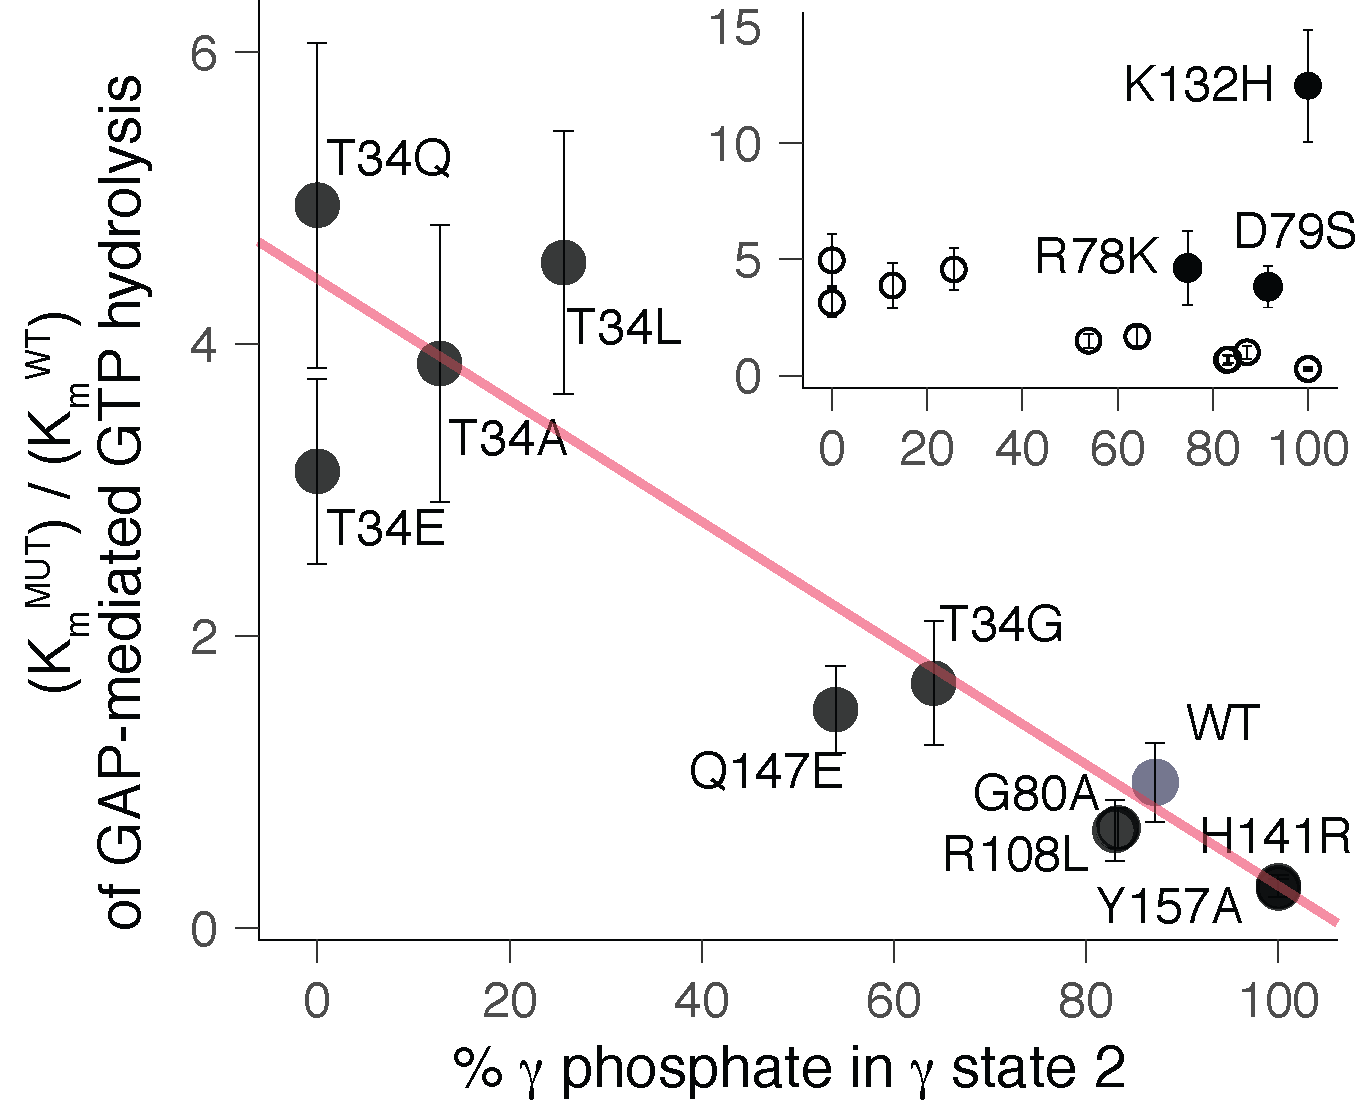 (Km^MUT) / (Km^WT)
of GAP-mediated GTP hydrolysis
6
4
2
0
T34Q
T34L
T34A
T34E
T34G
Q147E
WT
G80A
R108L
H141R
Y157A
0 20 40 60 80 100
% γ phosphate in γ state 2
15
10
5
0
K132H
D79S
R78K
0 20 40 60 80 100